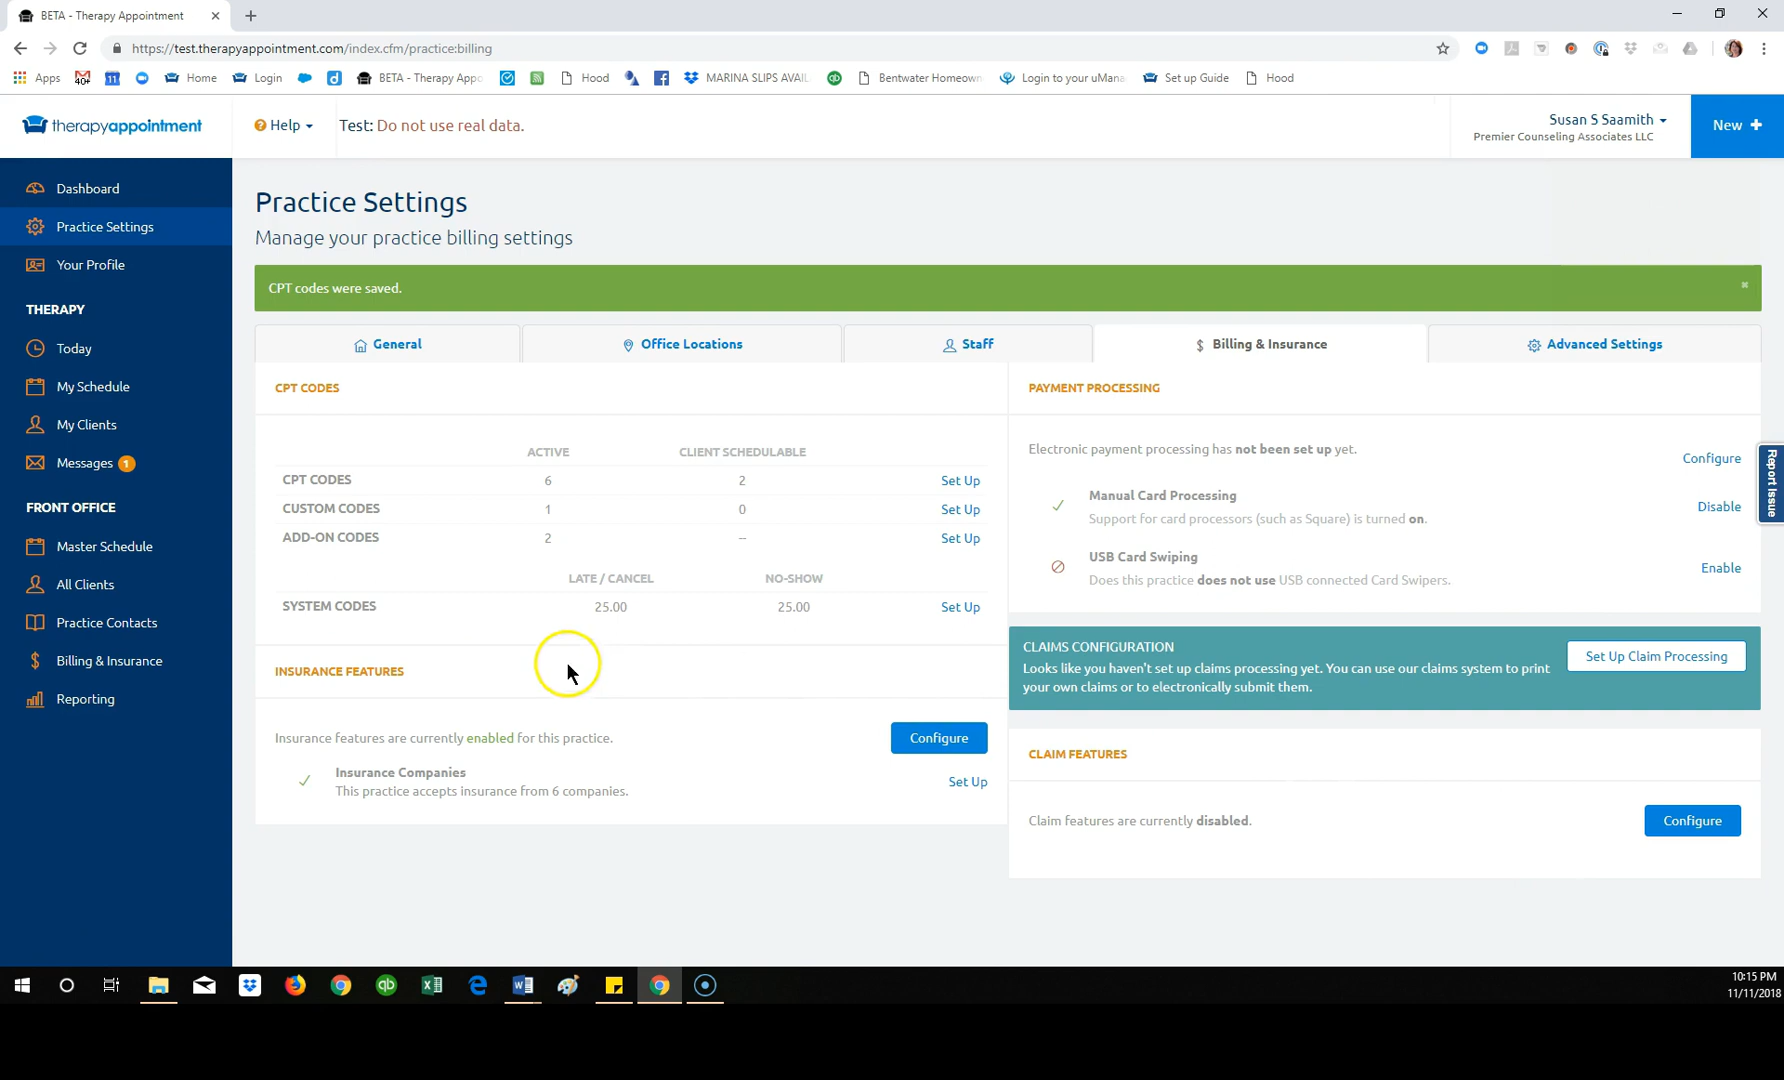 BETA - Therapy Appointment
https://test.therapyappointment.com/index.cfm/practice:billing
Apps
40+
11
Home
Login
BETA - Therapy Appo
Hood
MARINA SLIPS AVAIL
Bentwater Homeown
Login to your uMana
Set up Guide
Hood
therapyappointment
Help
Test: Do not use real data.
Susan S Saamith
Premier Counseling Associates LLC
New +
Dashboard
Practice Settings
Your Profile
THERAPY
Today
My Schedule
My Clients
Messages 1
FRONT OFFICE
Master Schedule
All Clients
Practice Contacts
Billing & Insurance
Reporting
Practice Settings
Manage your practice billing settings
CPT codes were saved.
General
Office Locations
Staff
Billing & Insurance
Advanced Settings
CPT CODES
ACTIVE CLIENT SCHEDULABLE
CPT CODES 6 2 Set Up
CUSTOM CODES 1 0 Set Up
ADD-ON CODES 2 -- Set Up
LATE / CANCEL NO-SHOW
SYSTEM CODES 25.00 25.00 Set Up
INSURANCE FEATURES
Insurance features are currently enabled for this practice.
Configure
Insurance Companies
This practice accepts insurance from 6 companies.
Set Up
PAYMENT PROCESSING
Electronic payment processing has not been set up yet.
Configure
Manual Card Processing
Support for card processors (such as Square) is turned on.
Disable
USB Card Swiping
Does this practice does not use USB connected Card Swipers.
Enable
CLAIMS CONFIGURATION
Looks like you haven't set up claims processing yet. You can use our claims system to print
your own claims or to electronically submit them.
Set Up Claim Processing
CLAIM FEATURES
Claim features are currently disabled.
Configure
Report Issue
10:15 PM
11/11/2018